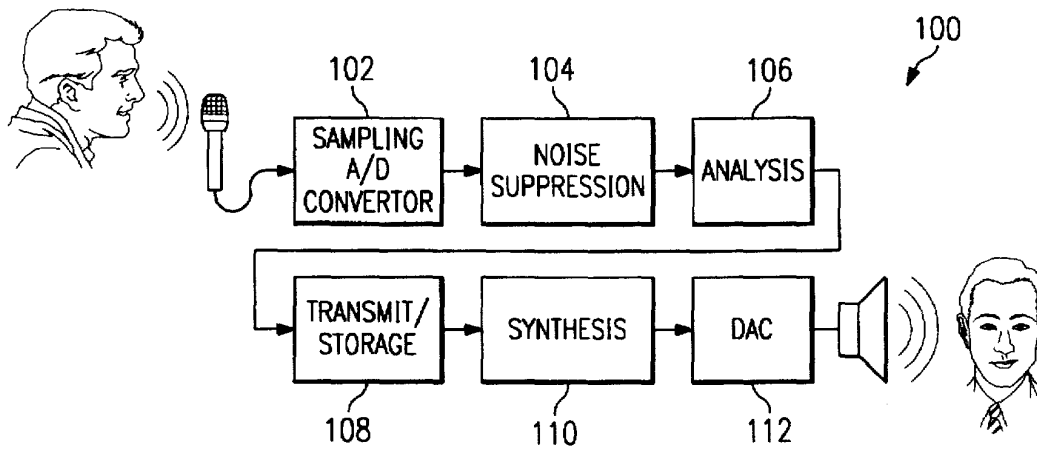 100
102
104
106
SAMPLING
A/D
CONVERTOR
NOISE
SUPPRESSION
ANALYSIS
TRANSMIT/
STORAGE
SYNTHESIS
DAC
108
110
112